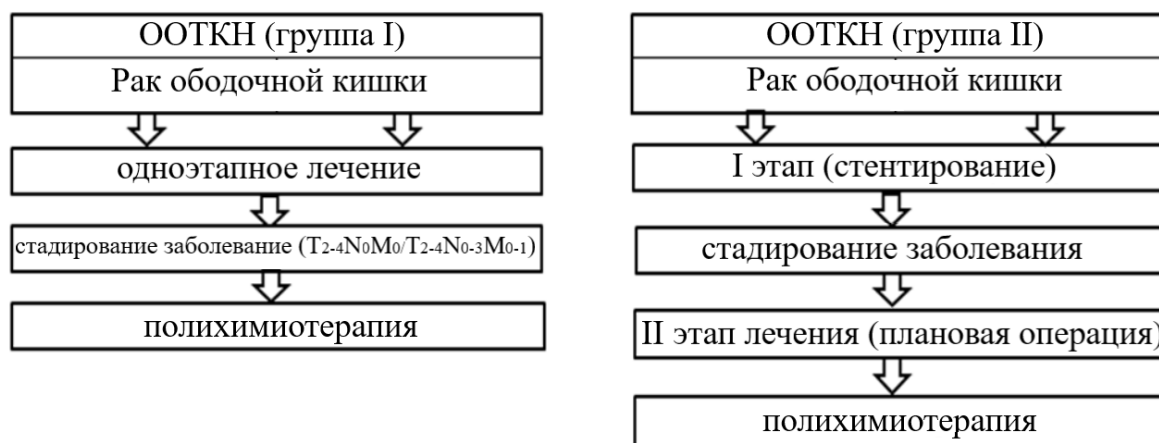 ООТКН (группа I)
Рак ободочной кишки
одноэтапное лечение
стадирование заболевание (T2-4N0M0/T2-4N0-3M0-1)
полихимиотерапия
ООТКН (группа II)
Рак ободочной кишки
I этап (стентирование)
стадирование заболевания
II этап лечения (плановая операция)
полихимиотерапия